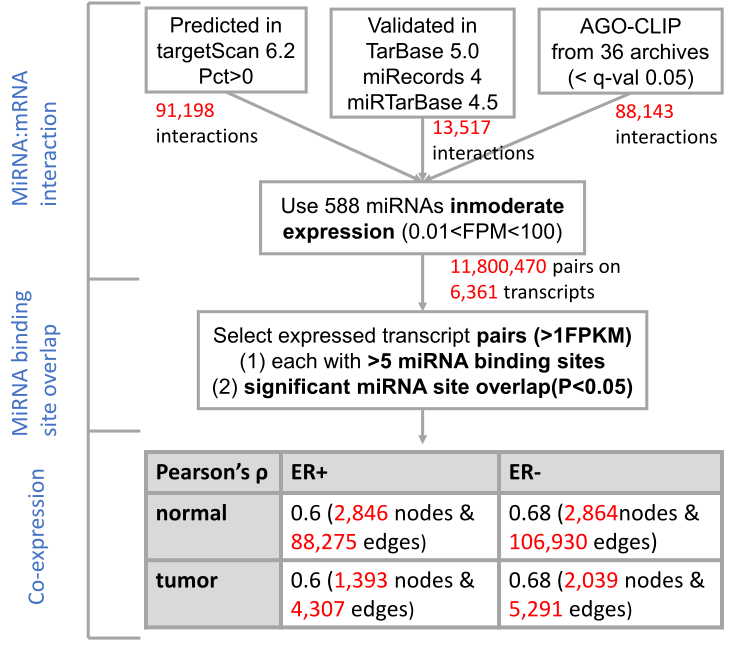 Predicted in
targetScan 6.2
Pct>0
Validated in
TarBase 5.0
miRecords 4
miRTarBase 4.5
AGO-CLIP
from 36 archives
(< q-val 0.05)
91,198
interactions
13,517
interactions
88,143
interactions
MiRNA:mRNA
interaction
Use 588 miRNAs inmoderate
expression (0.01<FPM<100)
11,800,470 pairs on
6,361 transcripts
MiRNA binding
site overlap
Select expressed transcript pairs (>1FPKM)
(1) each with >5 miRNA binding sites
(2) significant miRNA site overlap(P<0.05)
Co-expression
Pearson's ρ
ER+
ER-
normal
0.6 (2,846 nodes &
88,275 edges)
0.68 (2,864nodes &
106,930 edges)
tumor
0.6 (1,393 nodes &
4,307 edges)
0.68 (2,039 nodes &
5,291 edges)